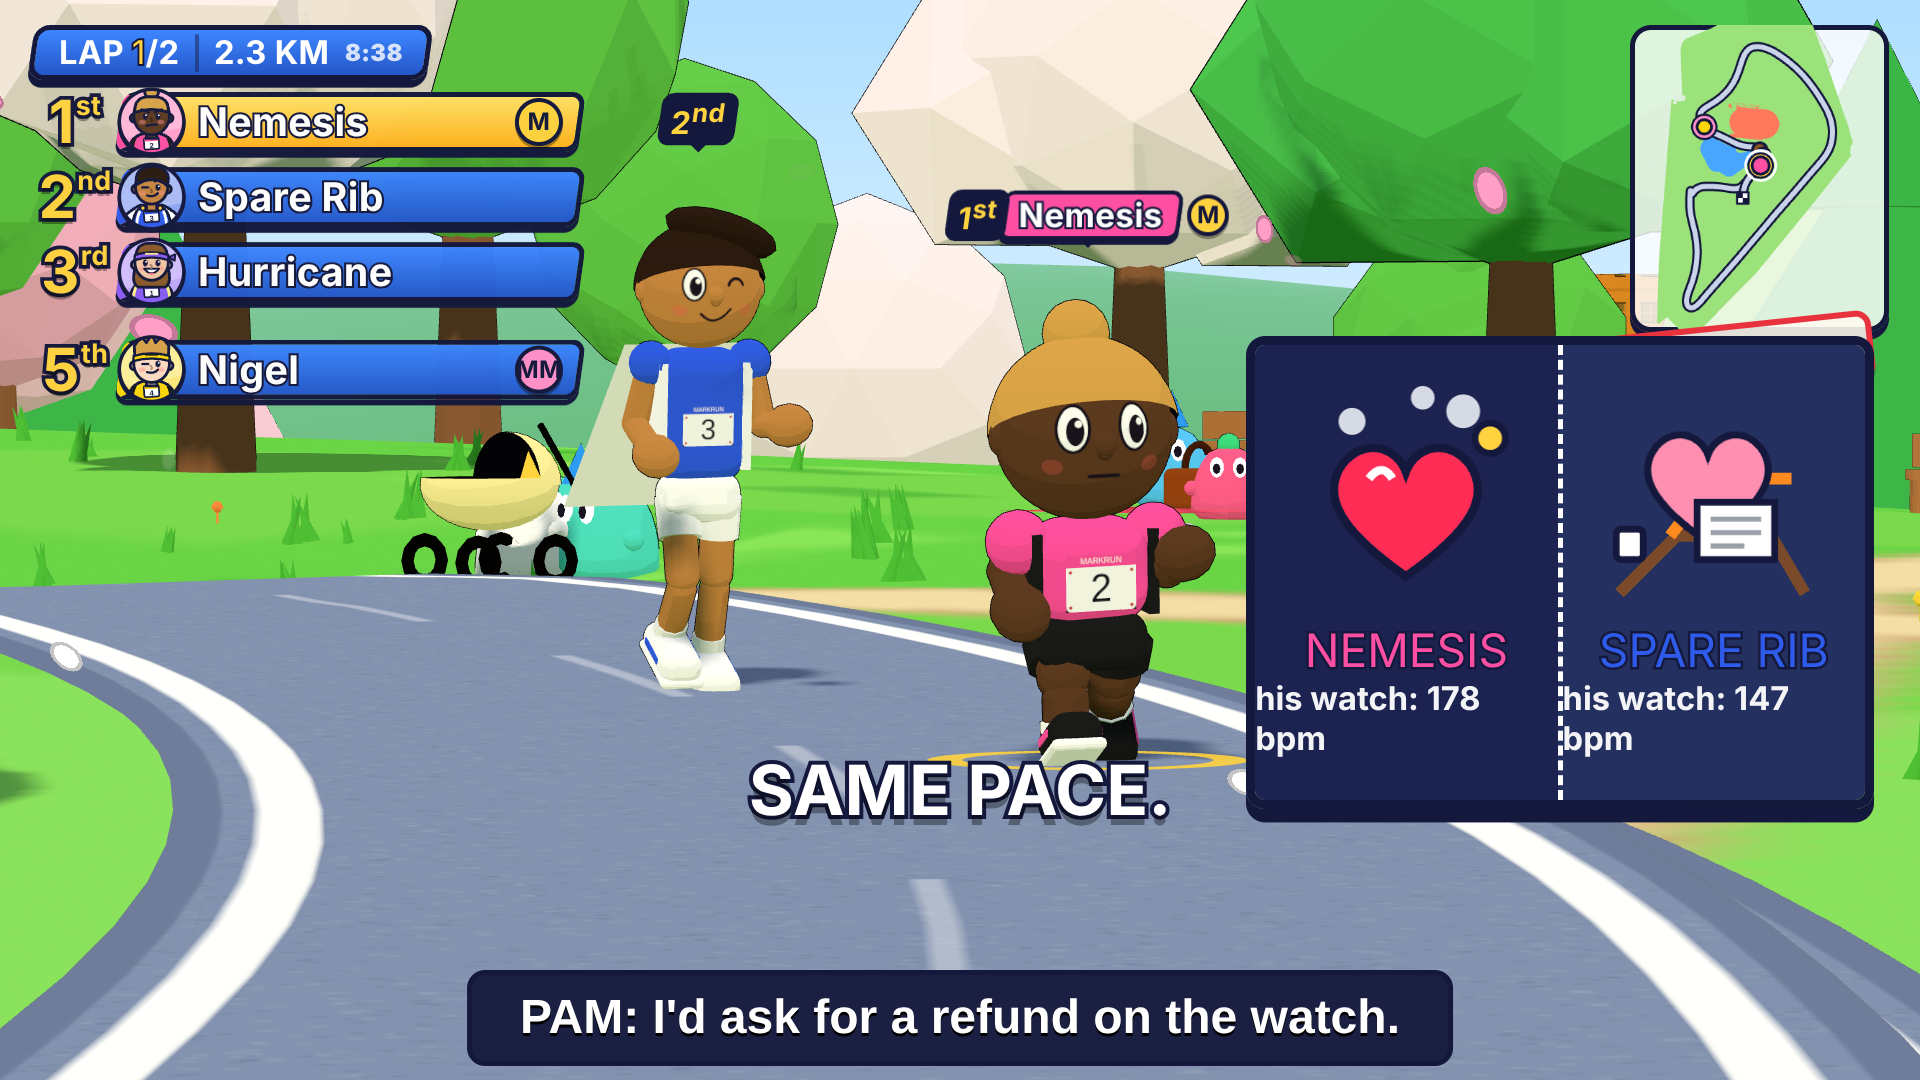 LAP 1/2 2.3 KM 8:38
1st Nemesis M
2nd Spare Rib
3rd Hurricane
5th Nigel MM
2nd
1st Nemesis M
MARKRUN
3
MARKRUN
2
NEMESIS
his watch: 178
bpm
SPARE RIB
his watch: 147
bpm
SAME PACE.
PAM: I'd ask for a refund on the watch.